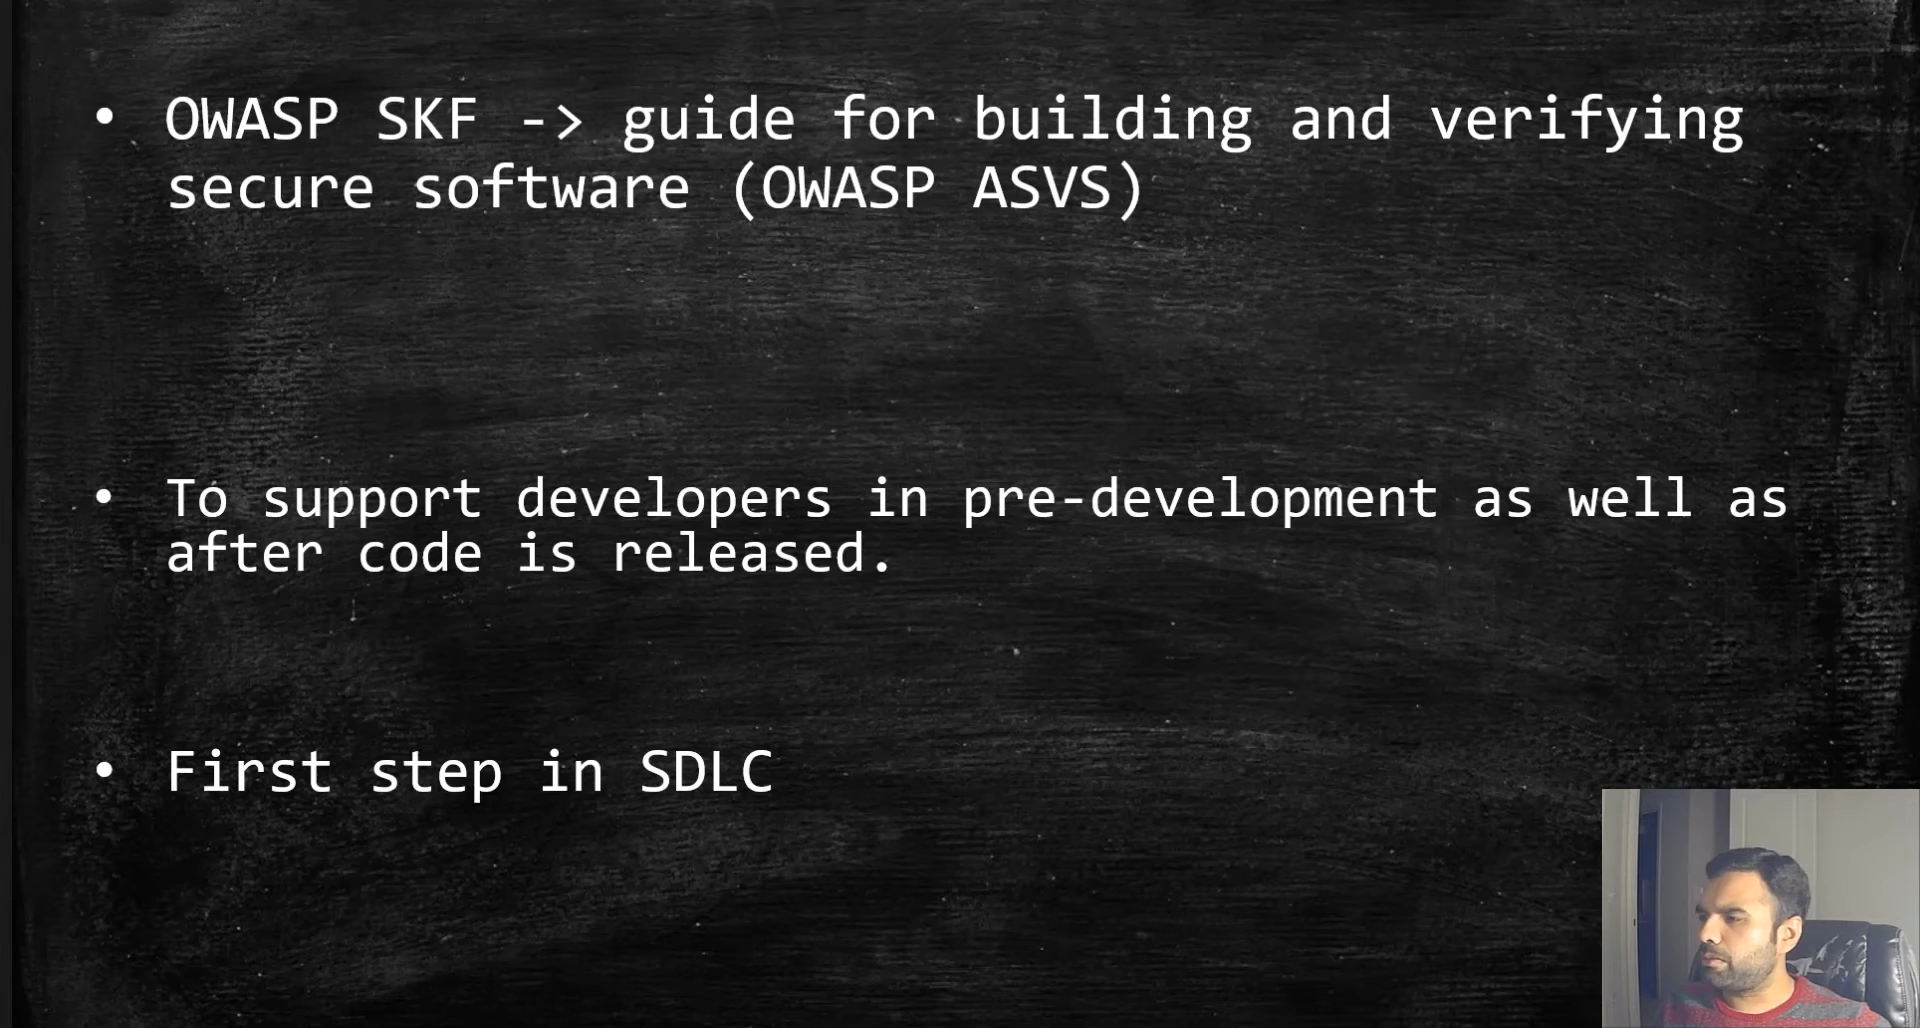 • OWASP SKF -> guide for building and verifying
secure software (OWASP ASVS)
• To support developers in pre-development as well as
after code is released.
• First step in SDLC